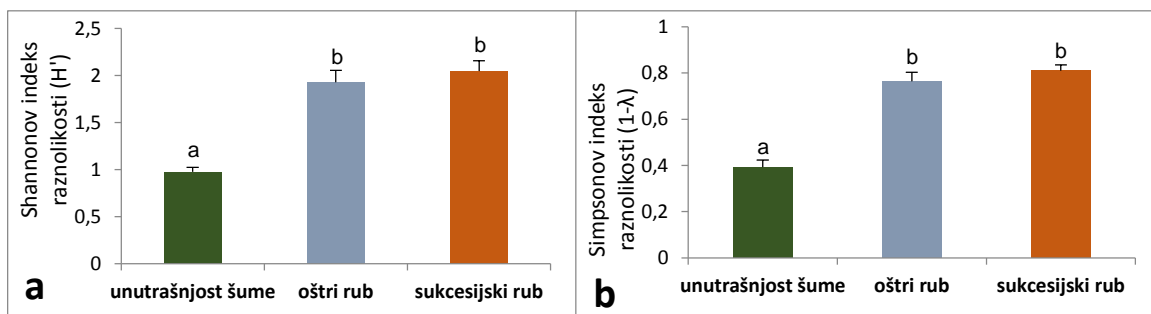 Shannonov indeks
raznolikosti (H')
2,5
2
1,5
1
0,5
0
a
b
b
unutrašnjost šume
oštri rub
sukcesijski rub
a
Simpsonov indeks
raznolikosti (1-λ)
1
0,8
0,6
0,4
0,2
0
a
b
b
unutrašnjost šume
oštri rub
sukcesijski rub
b